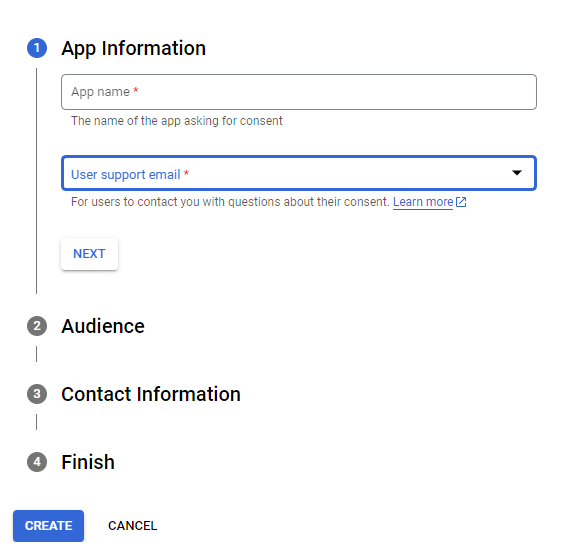 1 App Information
App name *
The name of the app asking for consent
User support email *
For users to contact you with questions about their consent. Learn more
NEXT
2 Audience
3 Contact Information
4 Finish
CREATE CANCEL